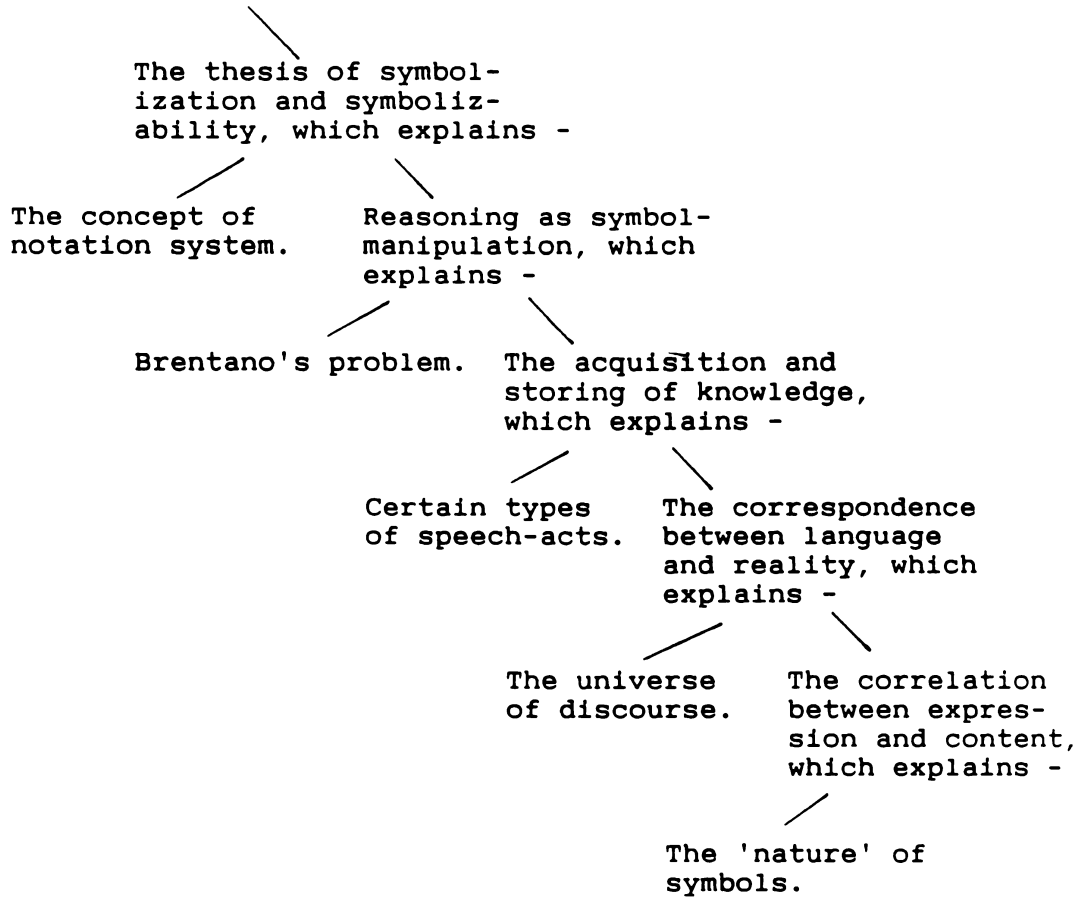 The thesis of symbol-
ization and symboliz-
ability, which explains -
The concept of
notation system.
Reasoning as symbol-
manipulation, which
explains -
Brentano's problem.
The acquisition and
storing of knowledge,
which explains -
Certain types
of speech-acts.
The correspondence
between language
and reality, which
explains -
The universe
of discourse.
The correlation
between expres-
sion and content,
which explains -
The 'nature' of
symbols.